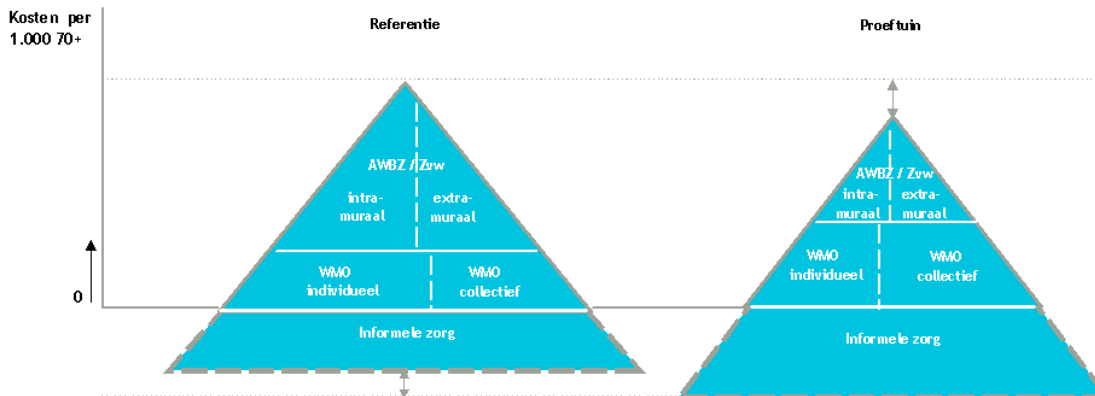 Kosten per
1.000 70+
Referentie
Proeftuin
AWBZ / Zvw
intra-
muraal
extra-
muraal
WMO
individueel
WMO
collectief
Informele zorg
AWBZ / Zvw
intra-
muraal
extra-
muraal
WMO
individueel
WMO
collectief
Informele zorg
0